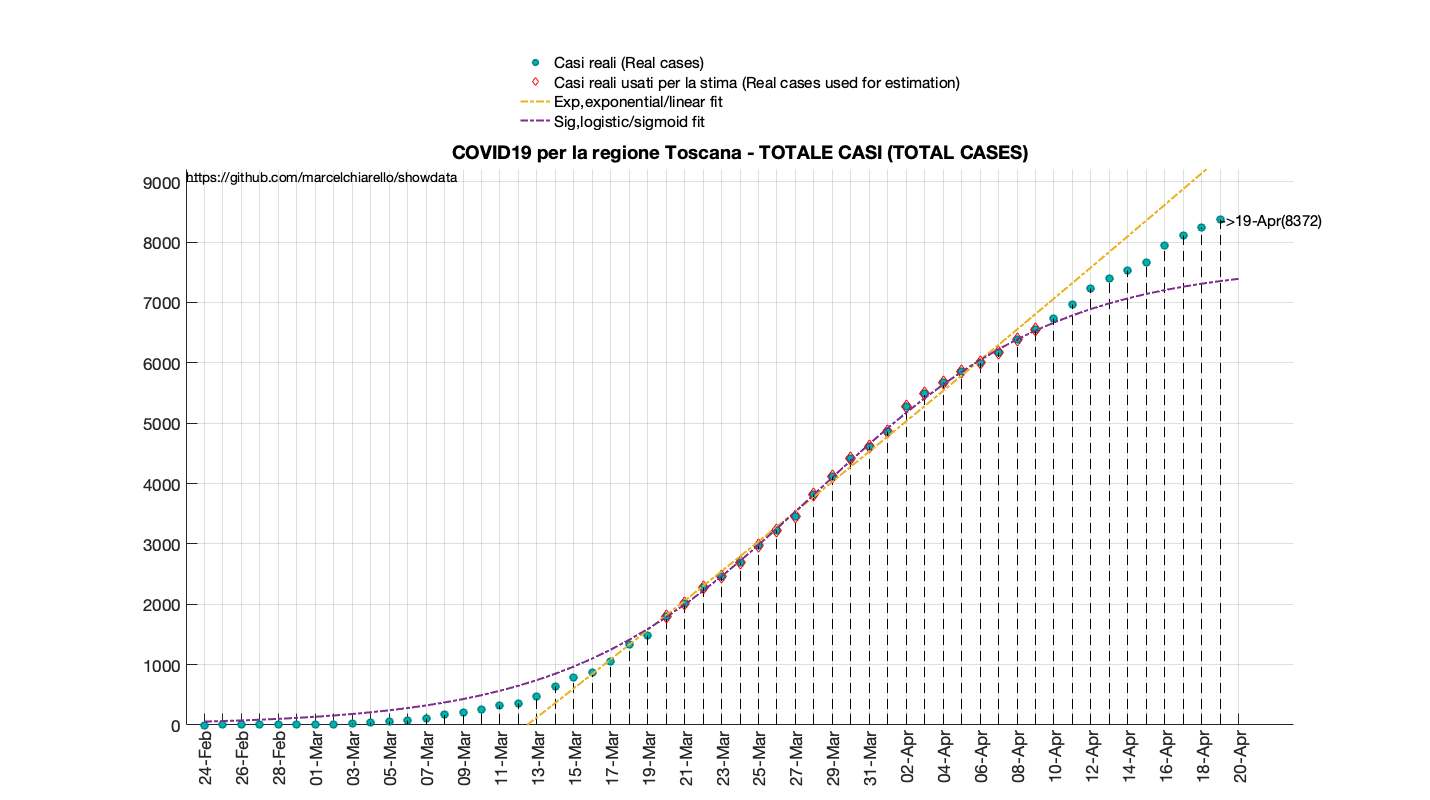 Casi reali (Real cases)
Casi reali usati per la stima (Real cases used for estimation)
Exp,exponential/linear fit
Sig,logistic/sigmoid fit
COVID19 per la regione Toscana - TOTALE CASI (TOTAL CASES)
https://github.com/marcelchiarello/showdata
9000
>19-Apr(8372)
8000
7000
6000
5000
4000
3000
2000
1000
0
24-Feb
26-Feb
28-Feb
01-Mar
03-Mar
05-Mar
07-Mar
09-Mar
11-Mar
13-Mar
15-Mar
17-Mar
19-Mar
21-Mar
23-Mar
25-Mar
27-Mar
29-Mar
31-Mar
02-Apr
04-Apr
06-Apr
08-Apr
10-Apr
12-Apr
14-Apr
16-Apr
18-Apr
20-Apr